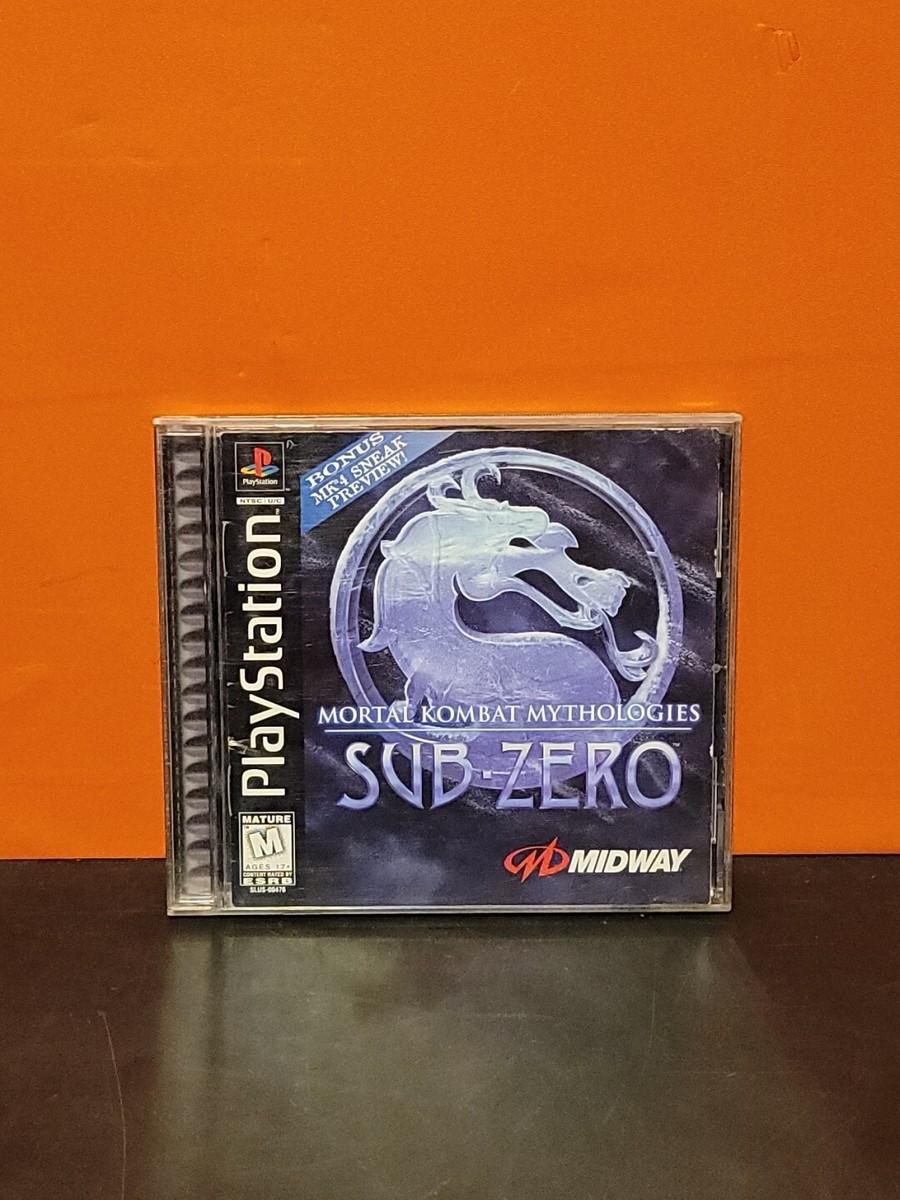 PlayStation
NTSC U/C
PlayStation
BONUS
MK4 SNEAK
PREVIEW!
MORTAL KOMBAT MYTHOLOGIES
SUB-ZERO™
MATURE
M
AGES 17+
CONTENT RATED BY
ESRB
SLUS-00476
MIDWAY